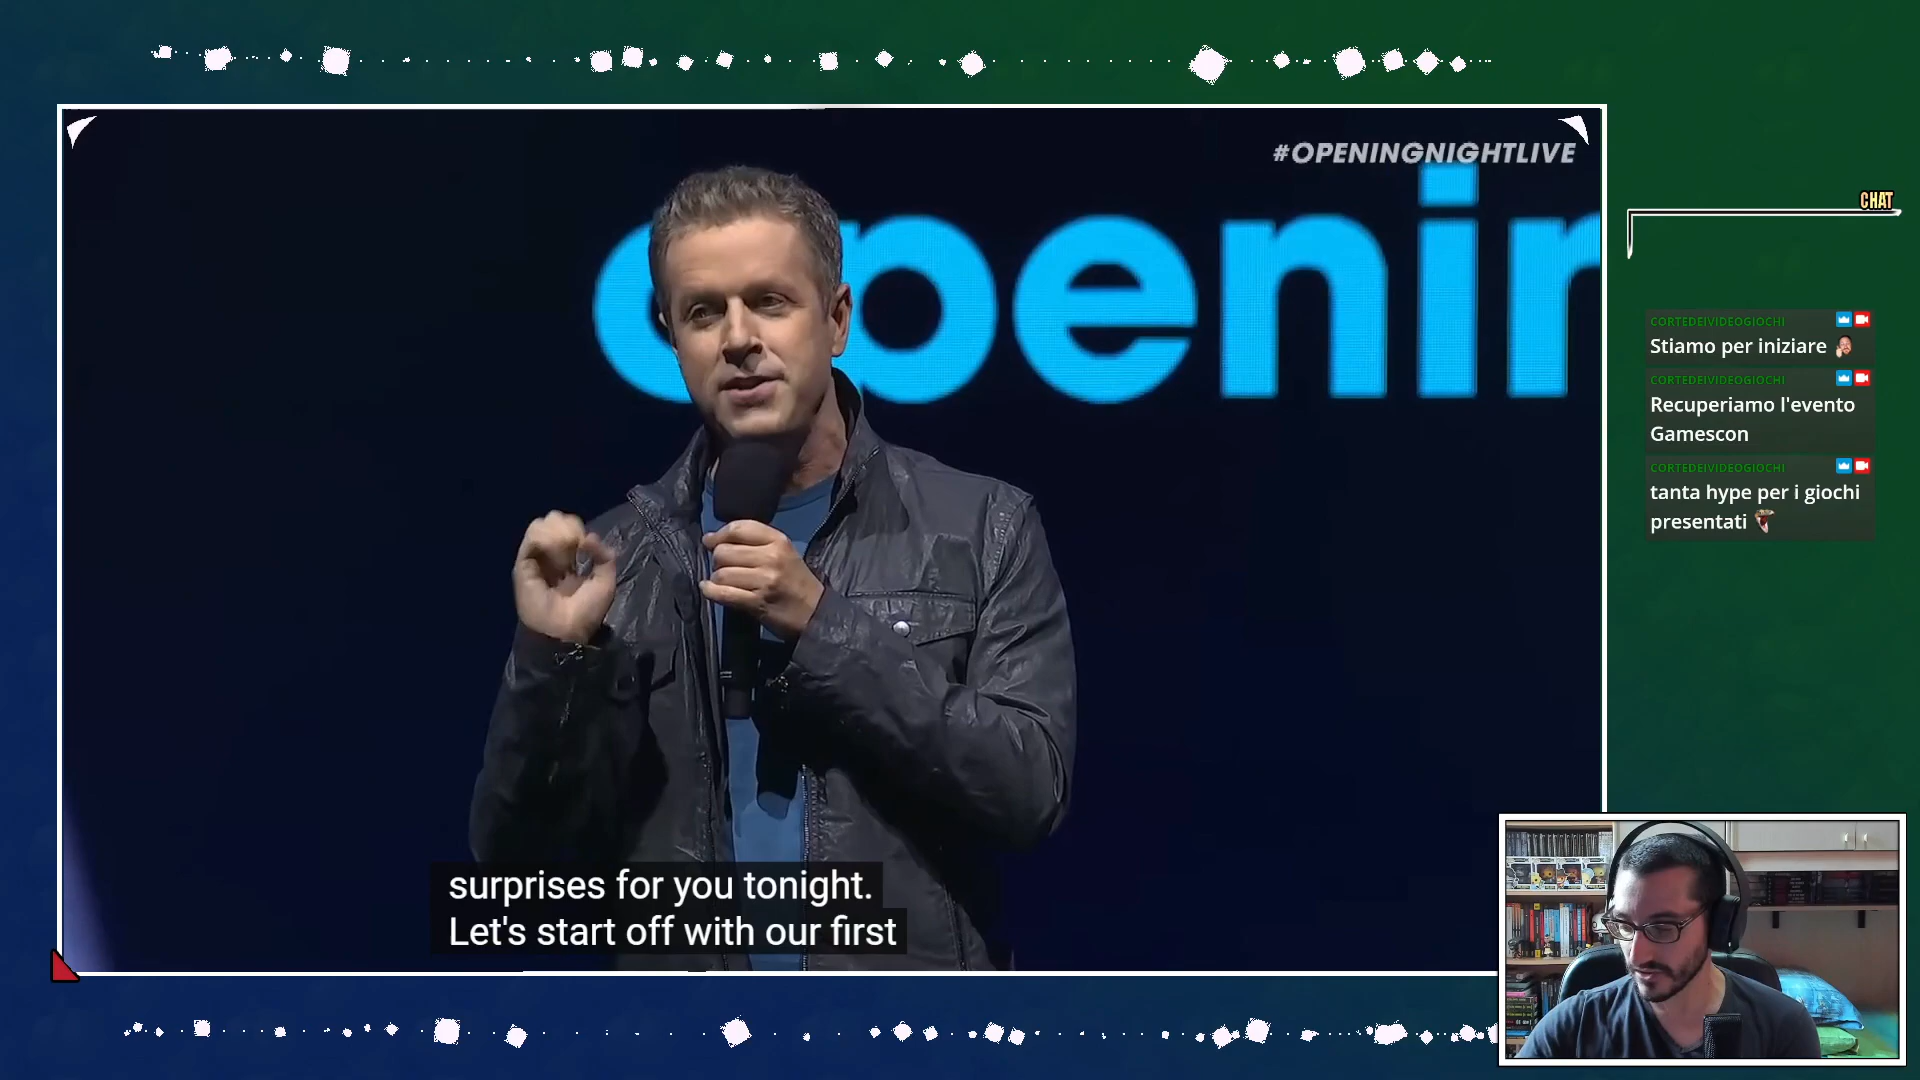 #OPENINGNIGHTLIVE
openin
CHAT
CORTEDEIVIDEOGIOCHI
Stiamo per iniziare
CORTEDEIVIDEOGIOCHI
Recuperiamo l'evento
Gamescon
CORTEDEIVIDEOGIOCHI
tanta hype per i giochi
presentati
surprises for you tonight.
Let's start off with our first